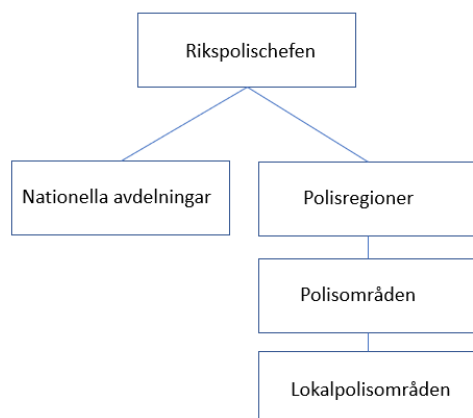 Rikspolischefen
Nationella avdelningar
Polisregioner
Polisområden
Lokalpolisområden